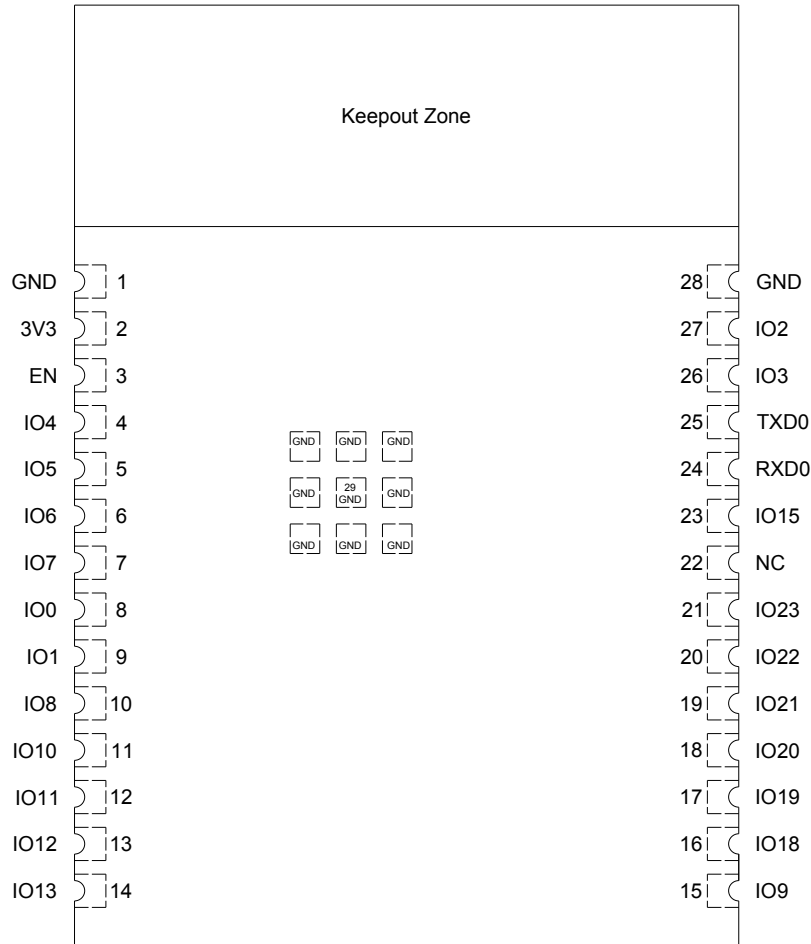 Keepout Zone
GND 1 28 GND
3V3 2 27 IO2
EN 3 26 IO3
IO4 4 25 TXD0
GND GND GND
IO5 5 24 RXD0
GND 29 GND GND
IO6 6 23 IO15
GND GND GND
IO7 7 22 NC
IO0 8 21 IO23
IO1 9 20 IO22
IO8 10 19 IO21
IO10 11 18 IO20
IO11 12 17 IO19
IO12 13 16 IO18
IO13 14 15 IO9